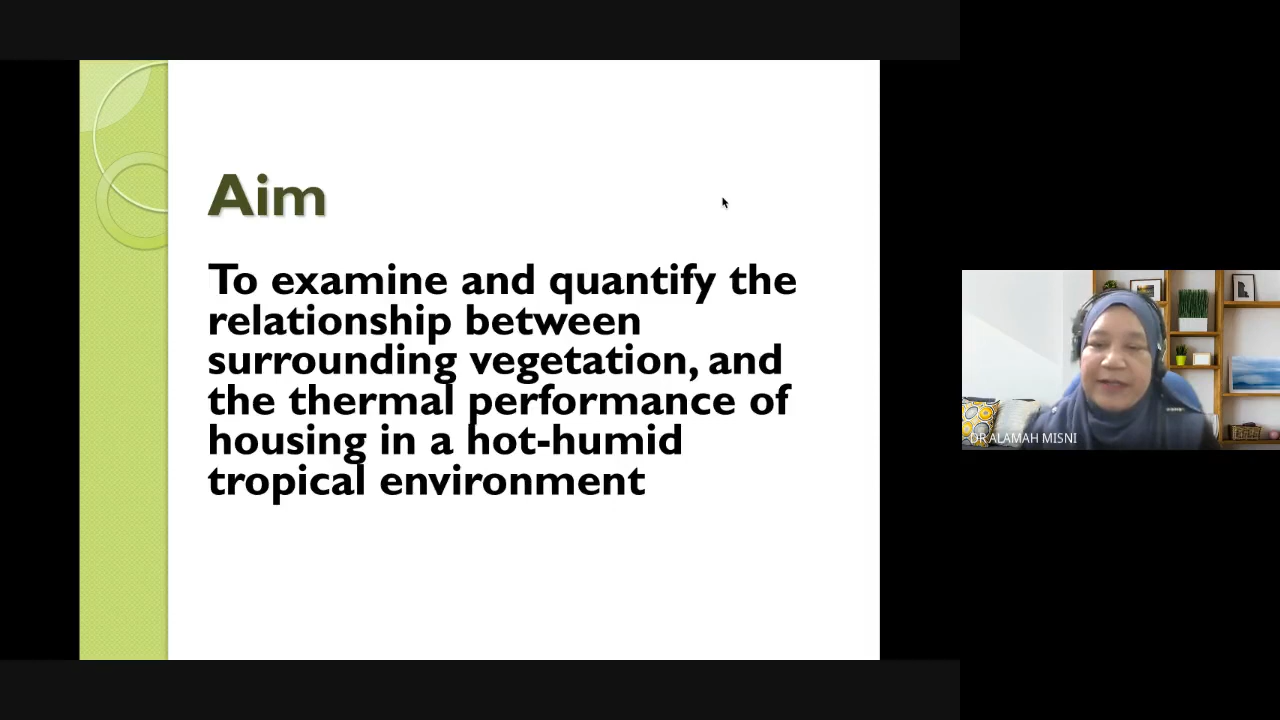 Aim
To examine and quantify the
relationship between
surrounding vegetation, and
the thermal performance of
housing in a hot-humid
tropical environment
DR ALAMAH MISNI